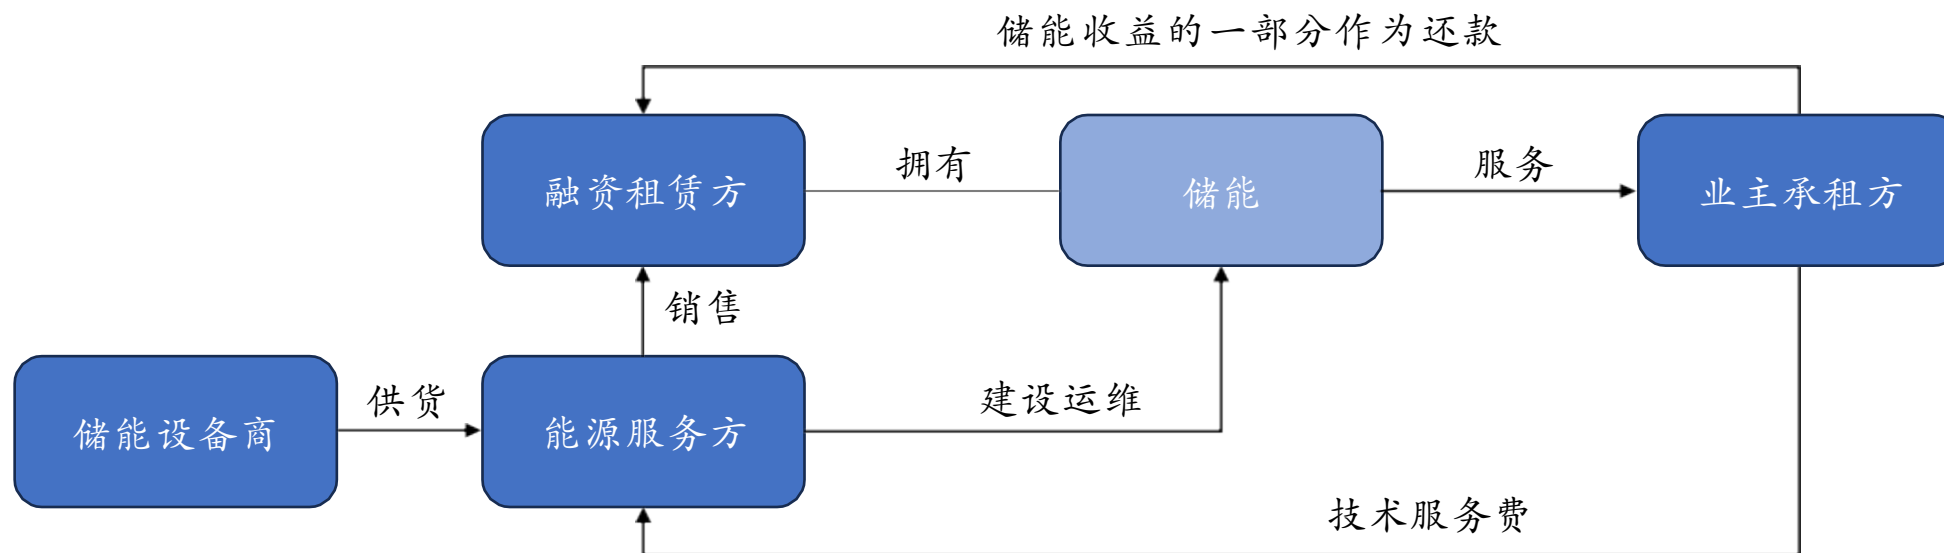 储能收益的一部分作为还款
融资租赁方
拥有
储能
服务
业主承租方
销售
储能设备商
供货
能源服务方
建设运维
技术服务费